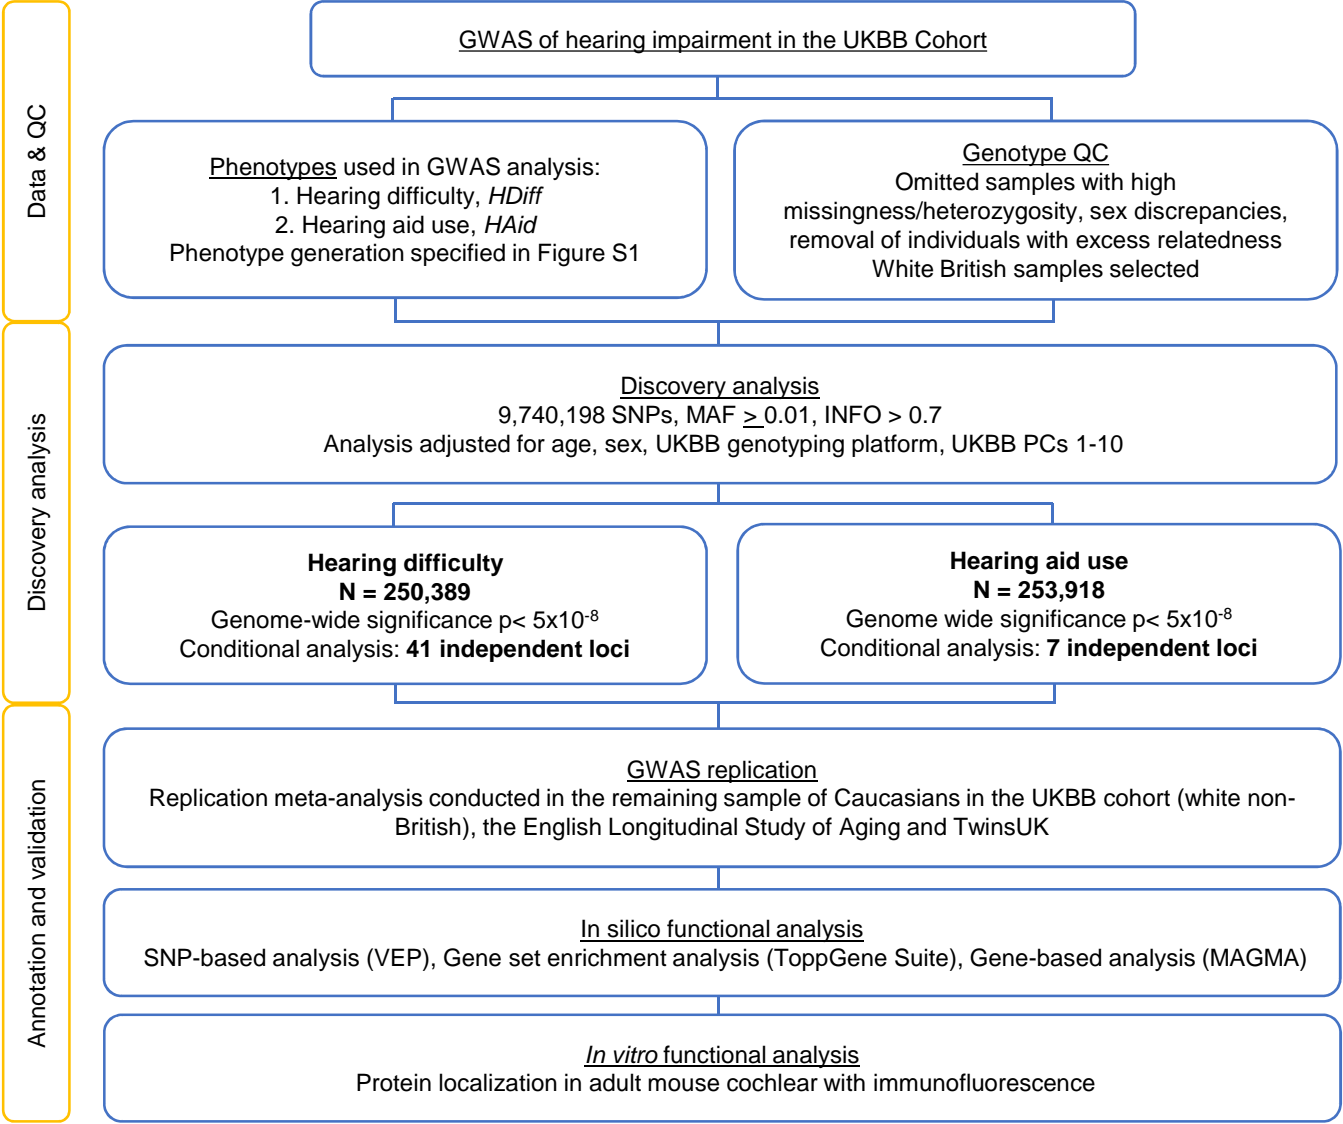 GWAS of hearing impairment in the UKBB Cohort
Data & QC
Phenotypes used in GWAS analysis:
1. Hearing difficulty, HDiff
2. Hearing aid use, HAid
Phenotype generation specified in Figure S1
Genotype QC
Omitted samples with high
missingness/heterozygosity, sex discrepancies,
removal of individuals with excess relatedness
White British samples selected
Discovery analysis
Discovery analysis
9,740,198 SNPs, MAF > 0.01, INFO > 0.7
Analysis adjusted for age, sex, UKBB genotyping platform, UKBB PCs 1-10
Hearing difficulty
N = 250,389
Genome-wide significance p< 5x10-8
Conditional analysis: 41 independent loci
Hearing aid use
N = 253,918
Genome wide significance p< 5x10-8
Conditional analysis: 7 independent loci
Annotation and validation
GWAS replication
Replication meta-analysis conducted in the remaining sample of Caucasians in the UKBB cohort (white non-
British), the English Longitudinal Study of Aging and TwinsUK
In silico functional analysis
SNP-based analysis (VEP), Gene set enrichment analysis (ToppGene Suite), Gene-based analysis (MAGMA)
In vitro functional analysis
Protein localization in adult mouse cochlear with immunofluorescence